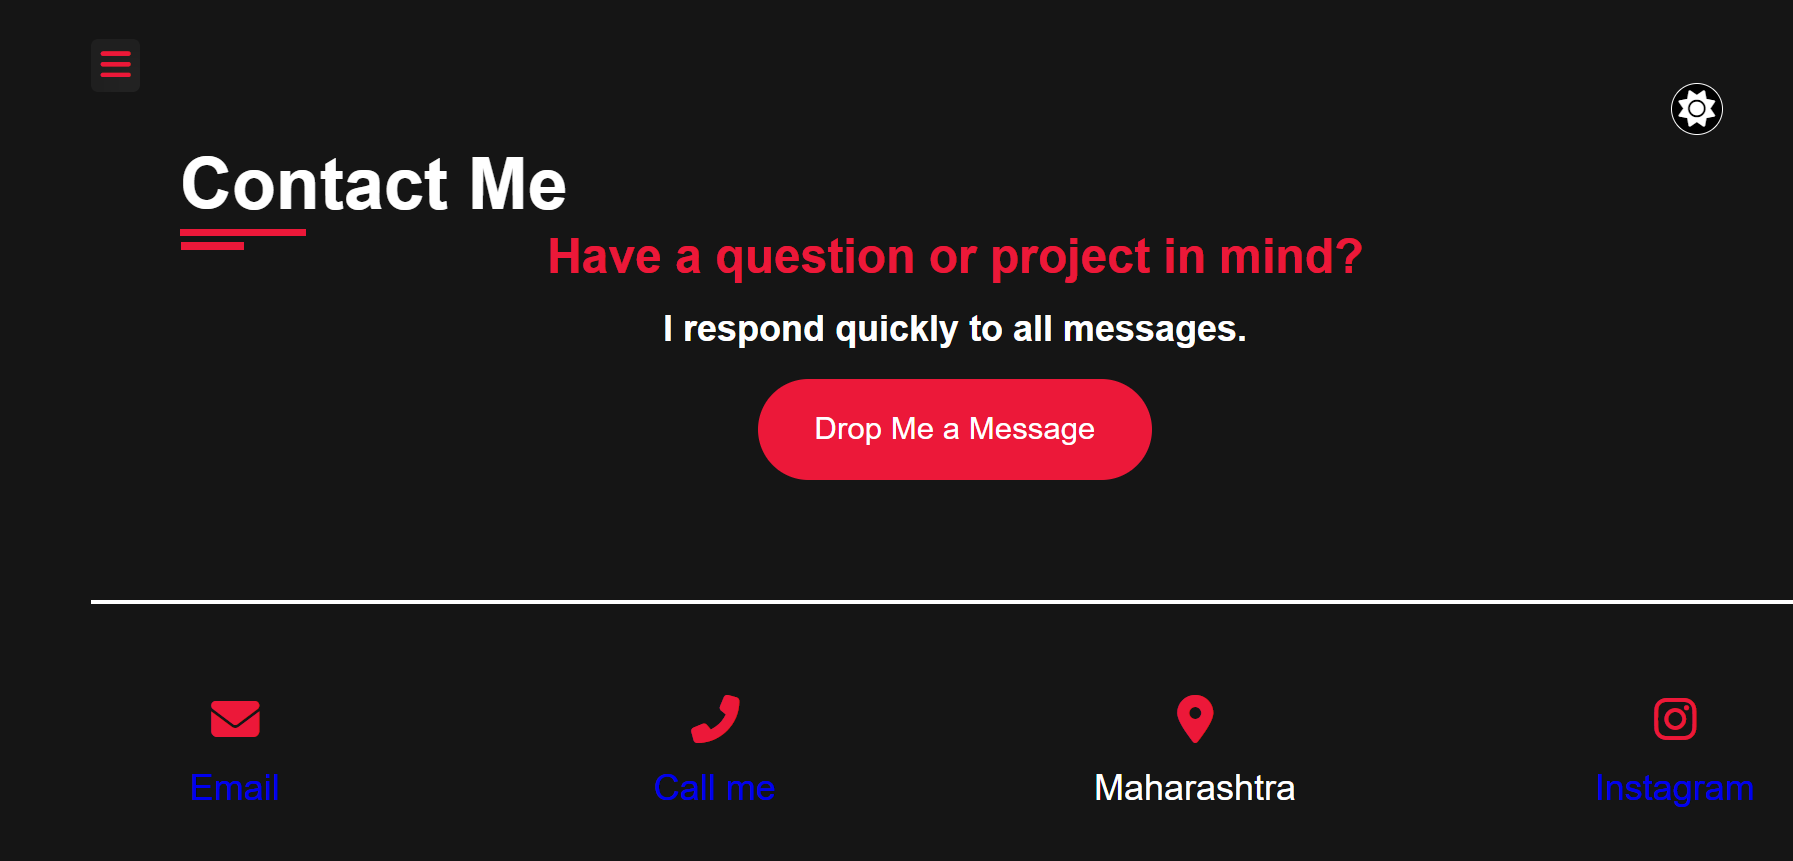 Contact Me
Have a question or project in mind?
I respond quickly to all messages.
Drop Me a Message
Email
Call me
Maharashtra
Instagram